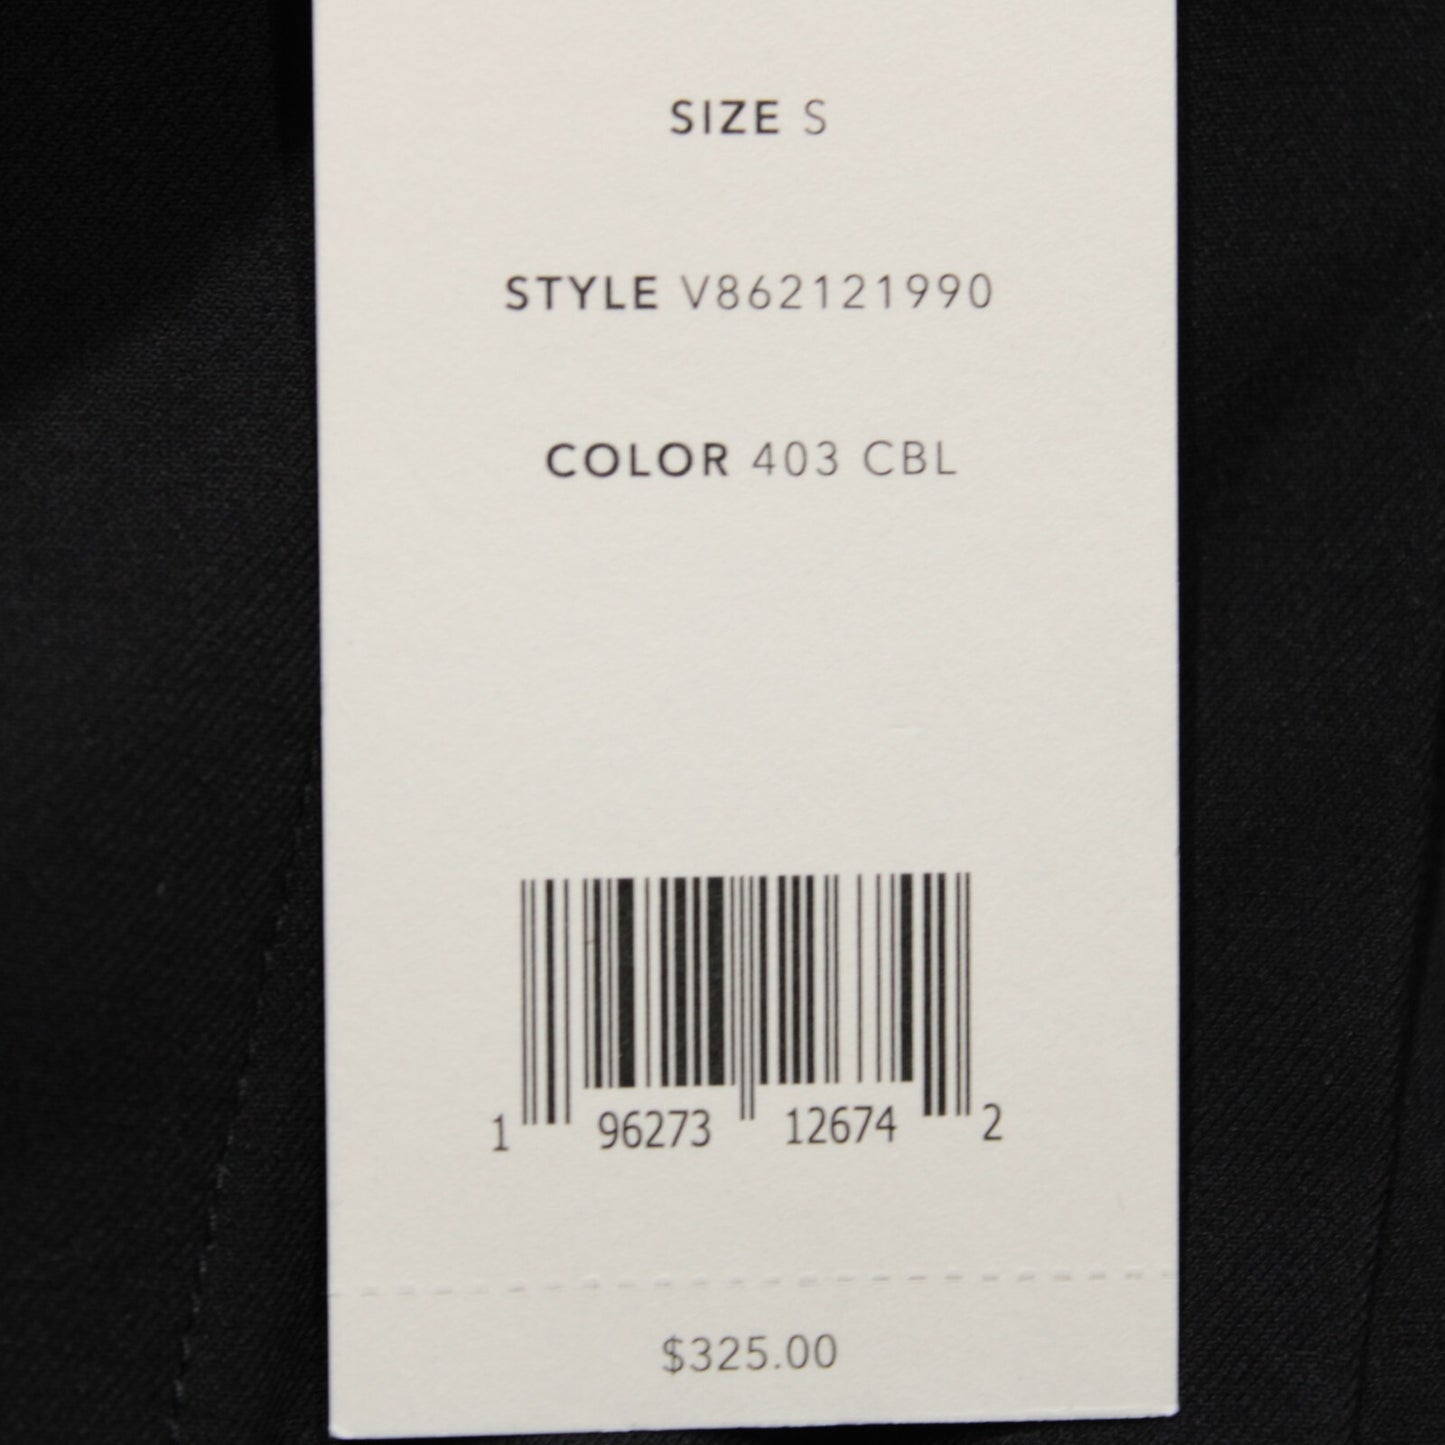 SIZE S
STYLE V862121990
COLOR 403 CBL
1 96273 12674 2
$325.00